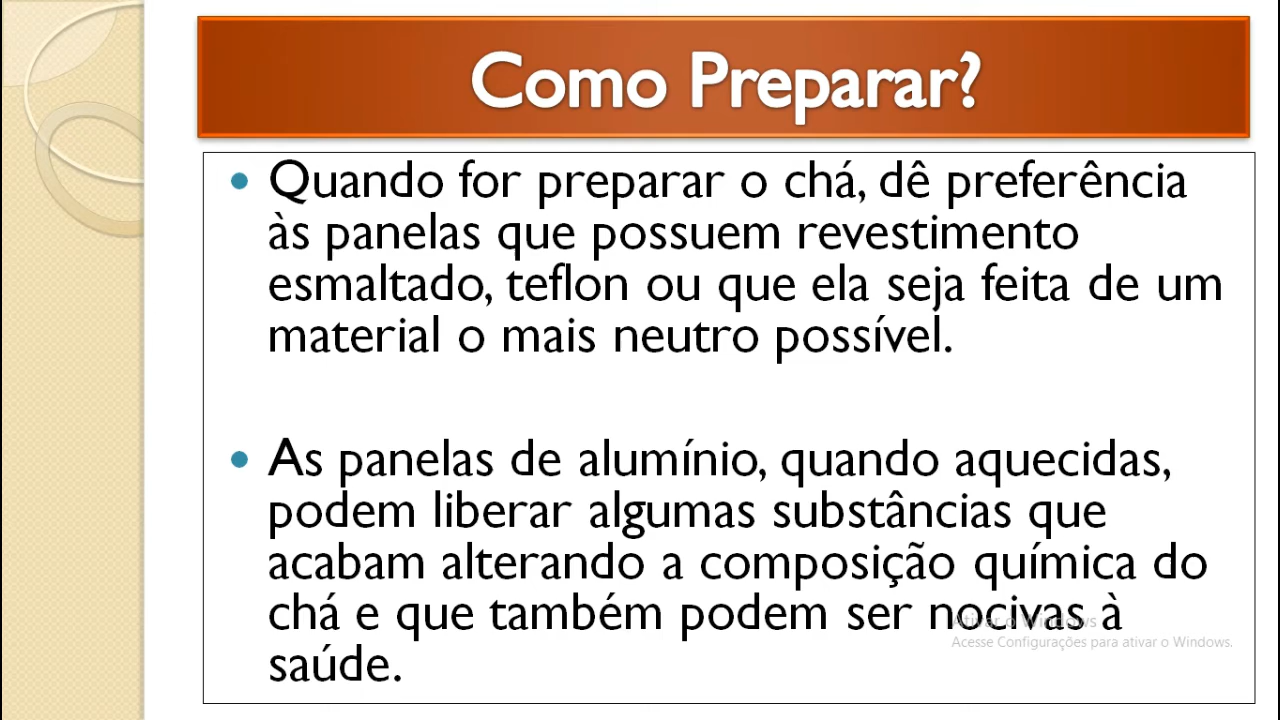 Como Preparar?
• Quando for preparar o chá, dê preferência
às panelas que possuem revestimento
esmaltado, teflon ou que ela seja feita de um
material o mais neutro possível.
• As panelas de alumínio, quando aquecidas,
podem liberar algumas substâncias que
acabam alterando a composição química do
chá e que também podem ser nocivas à
saúde.
Ativar o Windows
Acesse Configurações para ativar o Windows.